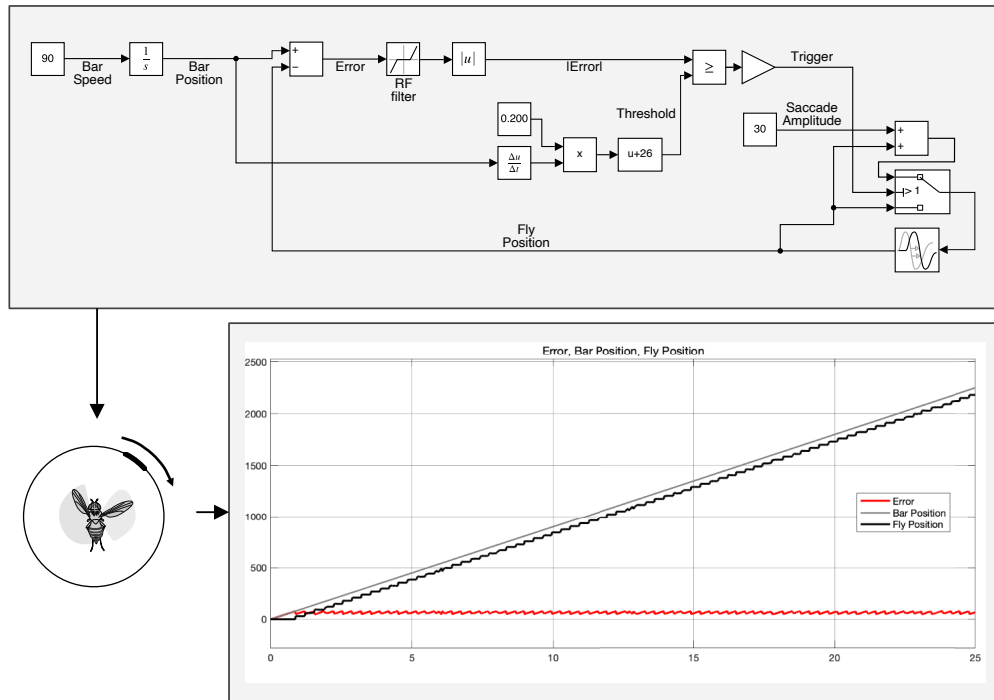 90
Bar
Speed
1
s
Bar
Position
+
−
Error
RF
filter
|u|
IErrorI
≥
Trigger
0.200
Δu
Δt
x
u+26
Threshold
30
Saccade
Amplitude
+
+
> 1
Fly
Position
Error, Bar Position, Fly Position
2500
2000
1500
1000
500
0
Error
Bar Position
Fly Position
0 5 10 15 20 25